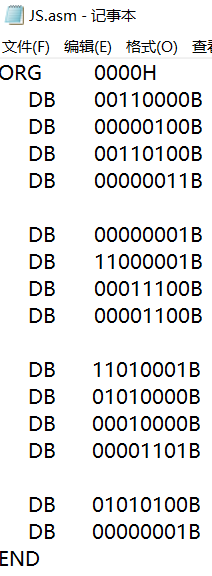 JS.asm - 记事本
文件(F) 编辑(E) 格式(O) 查看
ORG 0000H
DB 00110000B
DB 00000100B
DB 00110100B
DB 00000011B
DB 00000001B
DB 11000001B
DB 00011100B
DB 00001100B
DB 11010001B
DB 01010000B
DB 00010000B
DB 00001101B
DB 01010100B
DB 00000001B
END